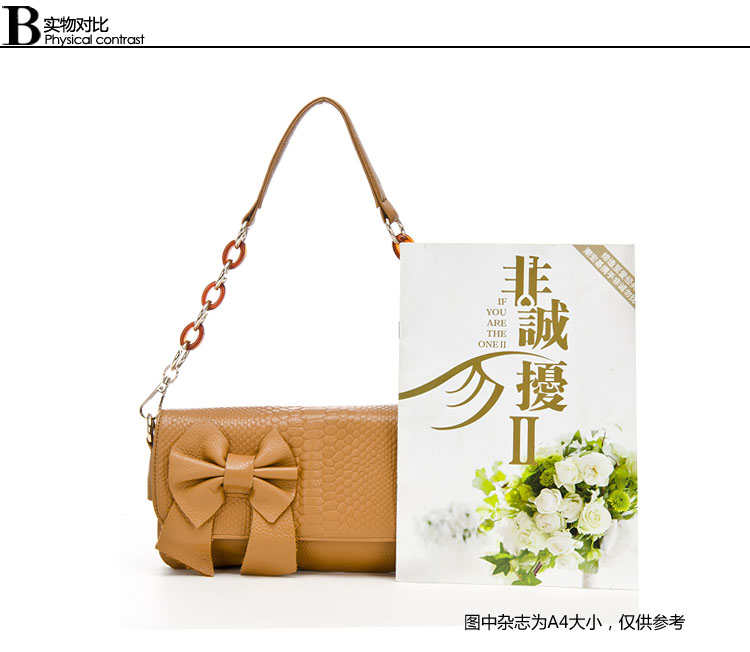 B 实物对比
Physical contrast
非
誠
勿
擾
II
IF
YOU
ARE
THE
ONE II
图中杂志为A4大小，仅供参考